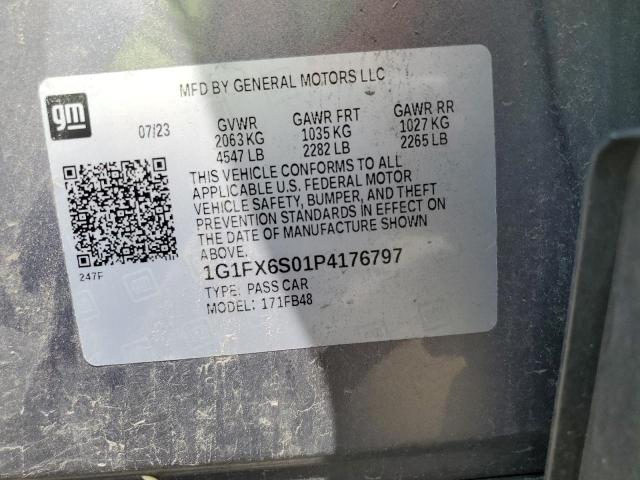 MFD BY GENERAL MOTORS LLC
gm
07/23
GVWR GAWR FRT GAWR RR
2063 KG 1035 KG 1027 KG
4547 LB 2282 LB 2265 LB
THIS VEHICLE CONFORMS TO ALL
APPLICABLE U.S. FEDERAL MOTOR
VEHICLE SAFETY, BUMPER, AND THEFT
PREVENTION STANDARDS IN EFFECT ON
THE DATE OF MANUFACTURE SHOWN
ABOVE.
247F
1G1FX6S01P4176797
TYPE: PASS CAR
MODEL: 171FB48